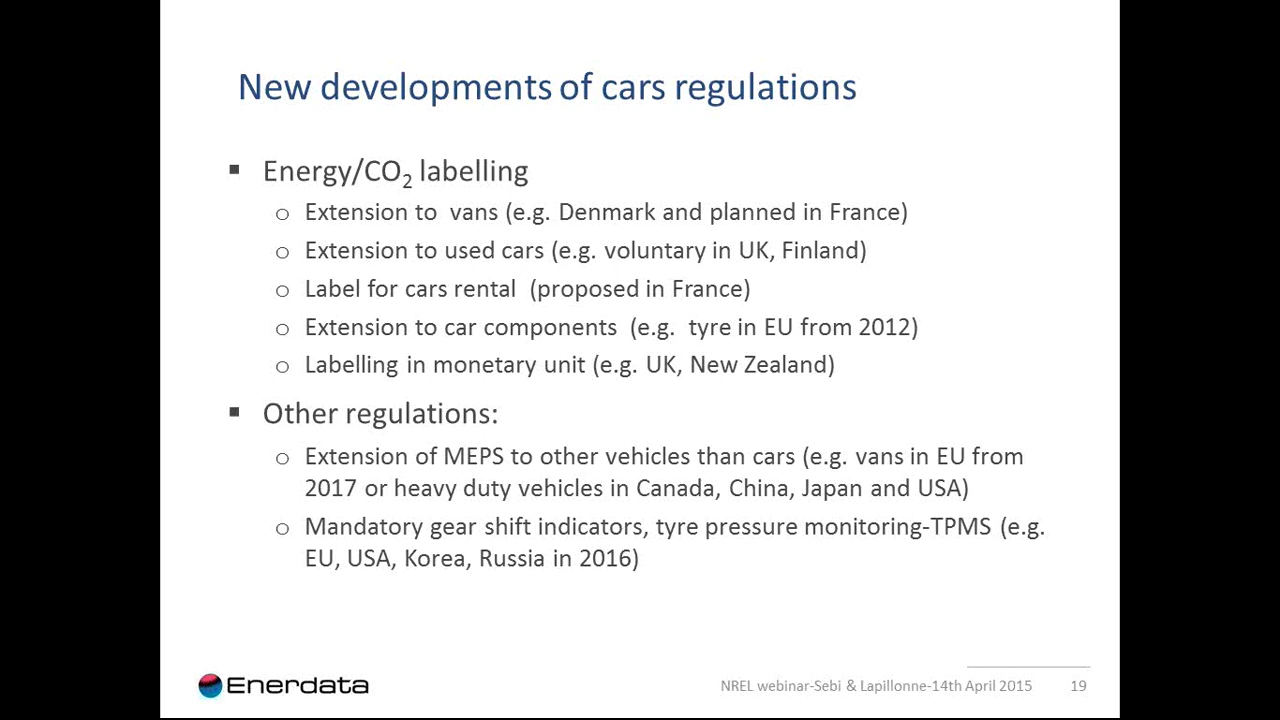 New developments of cars regulations
▪ Energy/CO₂ labelling
o Extension to vans (e.g. Denmark and planned in France)
o Extension to used cars (e.g. voluntary in UK, Finland)
o Label for cars rental (proposed in France)
o Extension to car components (e.g. tyre in EU from 2012)
o Labelling in monetary unit (e.g. UK, New Zealand)
▪ Other regulations:
o Extension of MEPS to other vehicles than cars (e.g. vans in EU from
2017 or heavy duty vehicles in Canada, China, Japan and USA)
o Mandatory gear shift indicators, tyre pressure monitoring-TPMS (e.g.
EU, USA, Korea, Russia in 2016)
Enerdata
NREL webinar-Sebi & Lapillonne-14th April 2015 19